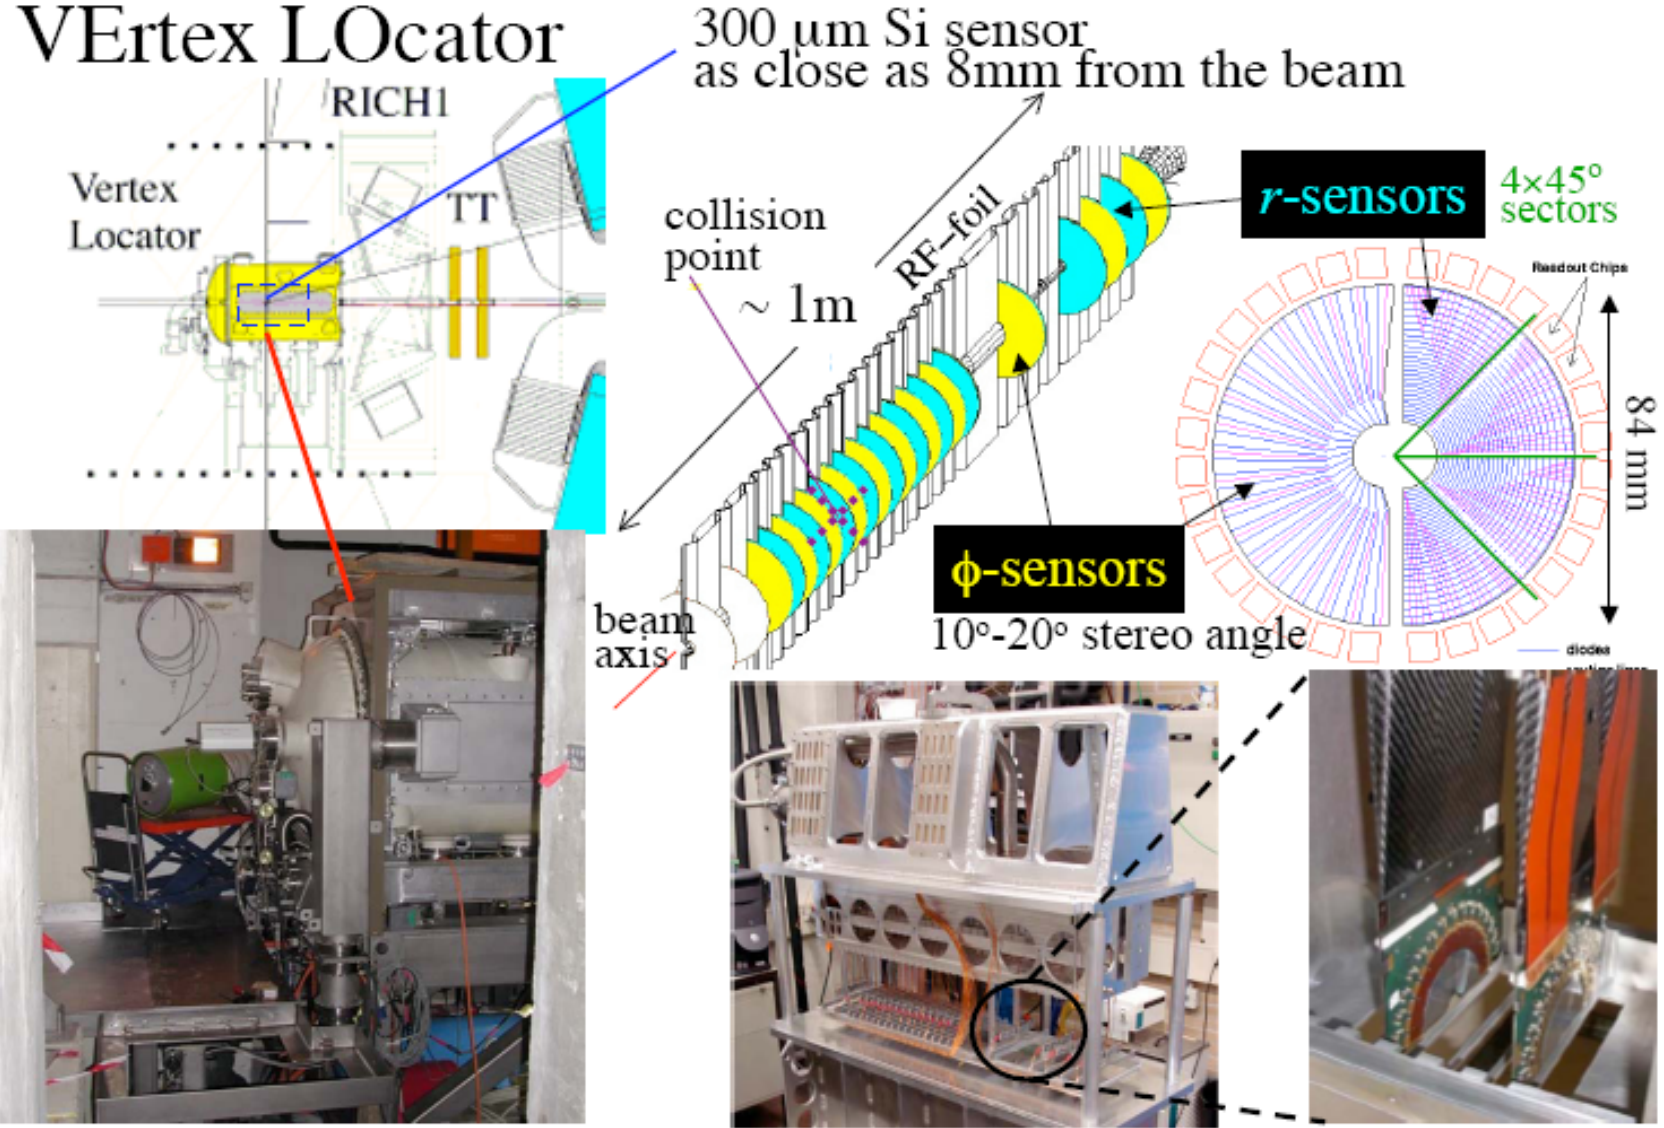 VErtex LOcator
300 μm Si sensor
as close as 8mm from the beam
RICH1
Vertex
Locator
TT
collision
point
~ 1m
RF-foil
r-sensors
4×45°
sectors
Readout Chips
84 mm
ϕ-sensors
10°-20° stereo angle
beam
axis
diodes